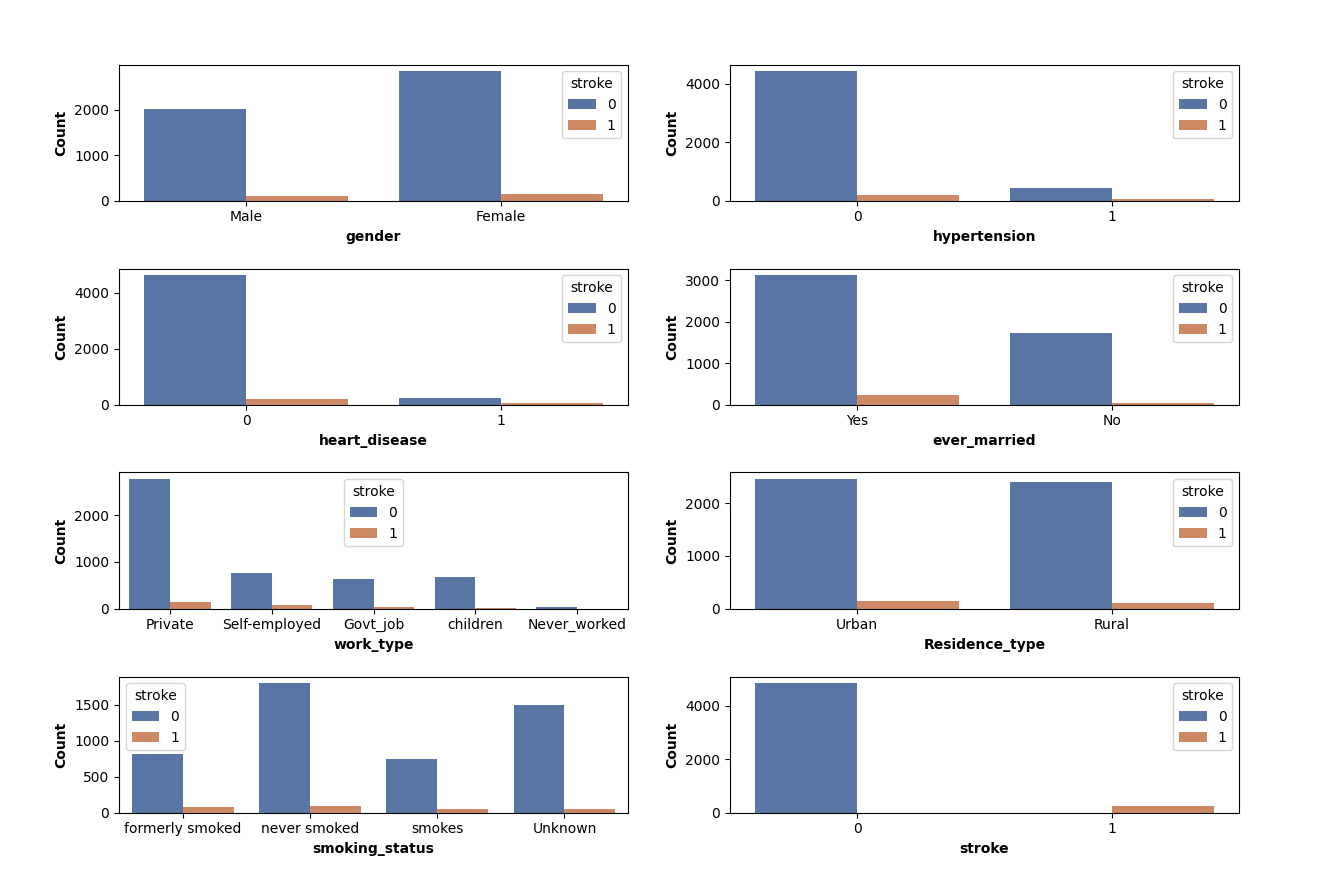 stroke
0
1
2000
1000
0
Count
Male Female
gender
stroke
0
1
4000
2000
0
Count
0 1
hypertension
stroke
0
1
4000
2000
0
Count
0 1
heart_disease
stroke
0
1
3000
2000
1000
0
Count
Yes No
ever_married
stroke
0
1
2000
1000
0
Count
Private Self-employed Govt_job children Never_worked
work_type
stroke
0
1
2000
1000
0
Count
Urban Rural
Residence_type
stroke
0
1
1500
1000
500
0
Count
formerly smoked never smoked smokes Unknown
smoking_status
stroke
0
1
4000
2000
0
Count
0 1
stroke